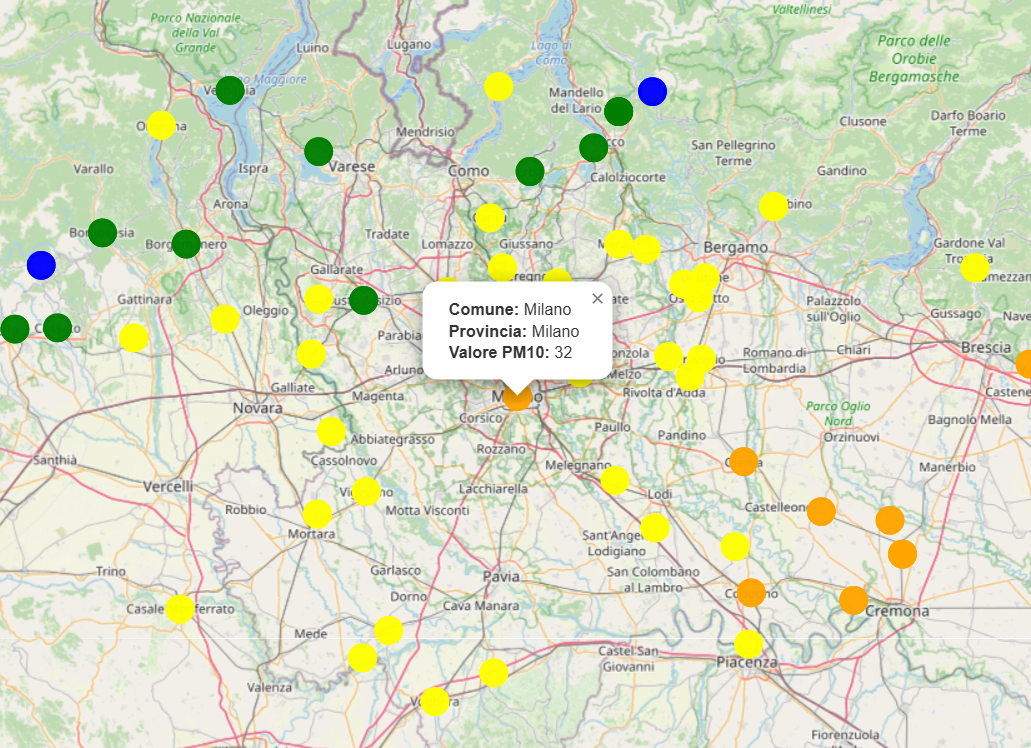 Parco Nazionale
della Val
Grande
Luino
Lugano
Lago di
Como
Valtellinesi
Parco delle
Orobie
Bergamasche
Maggiore
Mandello
del Lario
Clusone
Darfo Boario
Terme
Mendrisio
San Pellegrino
Terme
Varallo
Ispra
Varese
Como
Calolziocorte
Gandino
Arona
Tradate
Lomazzo
Giussano
Bergamo
Gardone Val
Gallarate
Gattinara
Oleggio
Palazzolo
sull'Oglio
Gussago
Comune: Milano
Provincia: Milano
Valore PM10: 32
×
Romano di
Lombardia
Chiari
Brescia
Arluno
Melzo
Galliate
Magenta
Rivolta d'Adda
Novara
Corsico
Parco Oglio
Nord
Bagnolo Mella
Paullo
Pandino
Orzinuovi
Abbiategrasso
Rozzano
Santhià
Cassolnovo
Melegnano
Manerbio
Vercelli
Lacchiarella
Lodi
Robbio
Motta Visconti
Castelleone
Mortara
Sant'Angelo
Lodigiano
Trino
Garlasco
Pavia
San Colombano
al Lambro
Dorno
Cava Manara
Cremona
Mede
Castel San
Giovanni
Piacenza
Valenza
Fiorenzuola
d'Arda